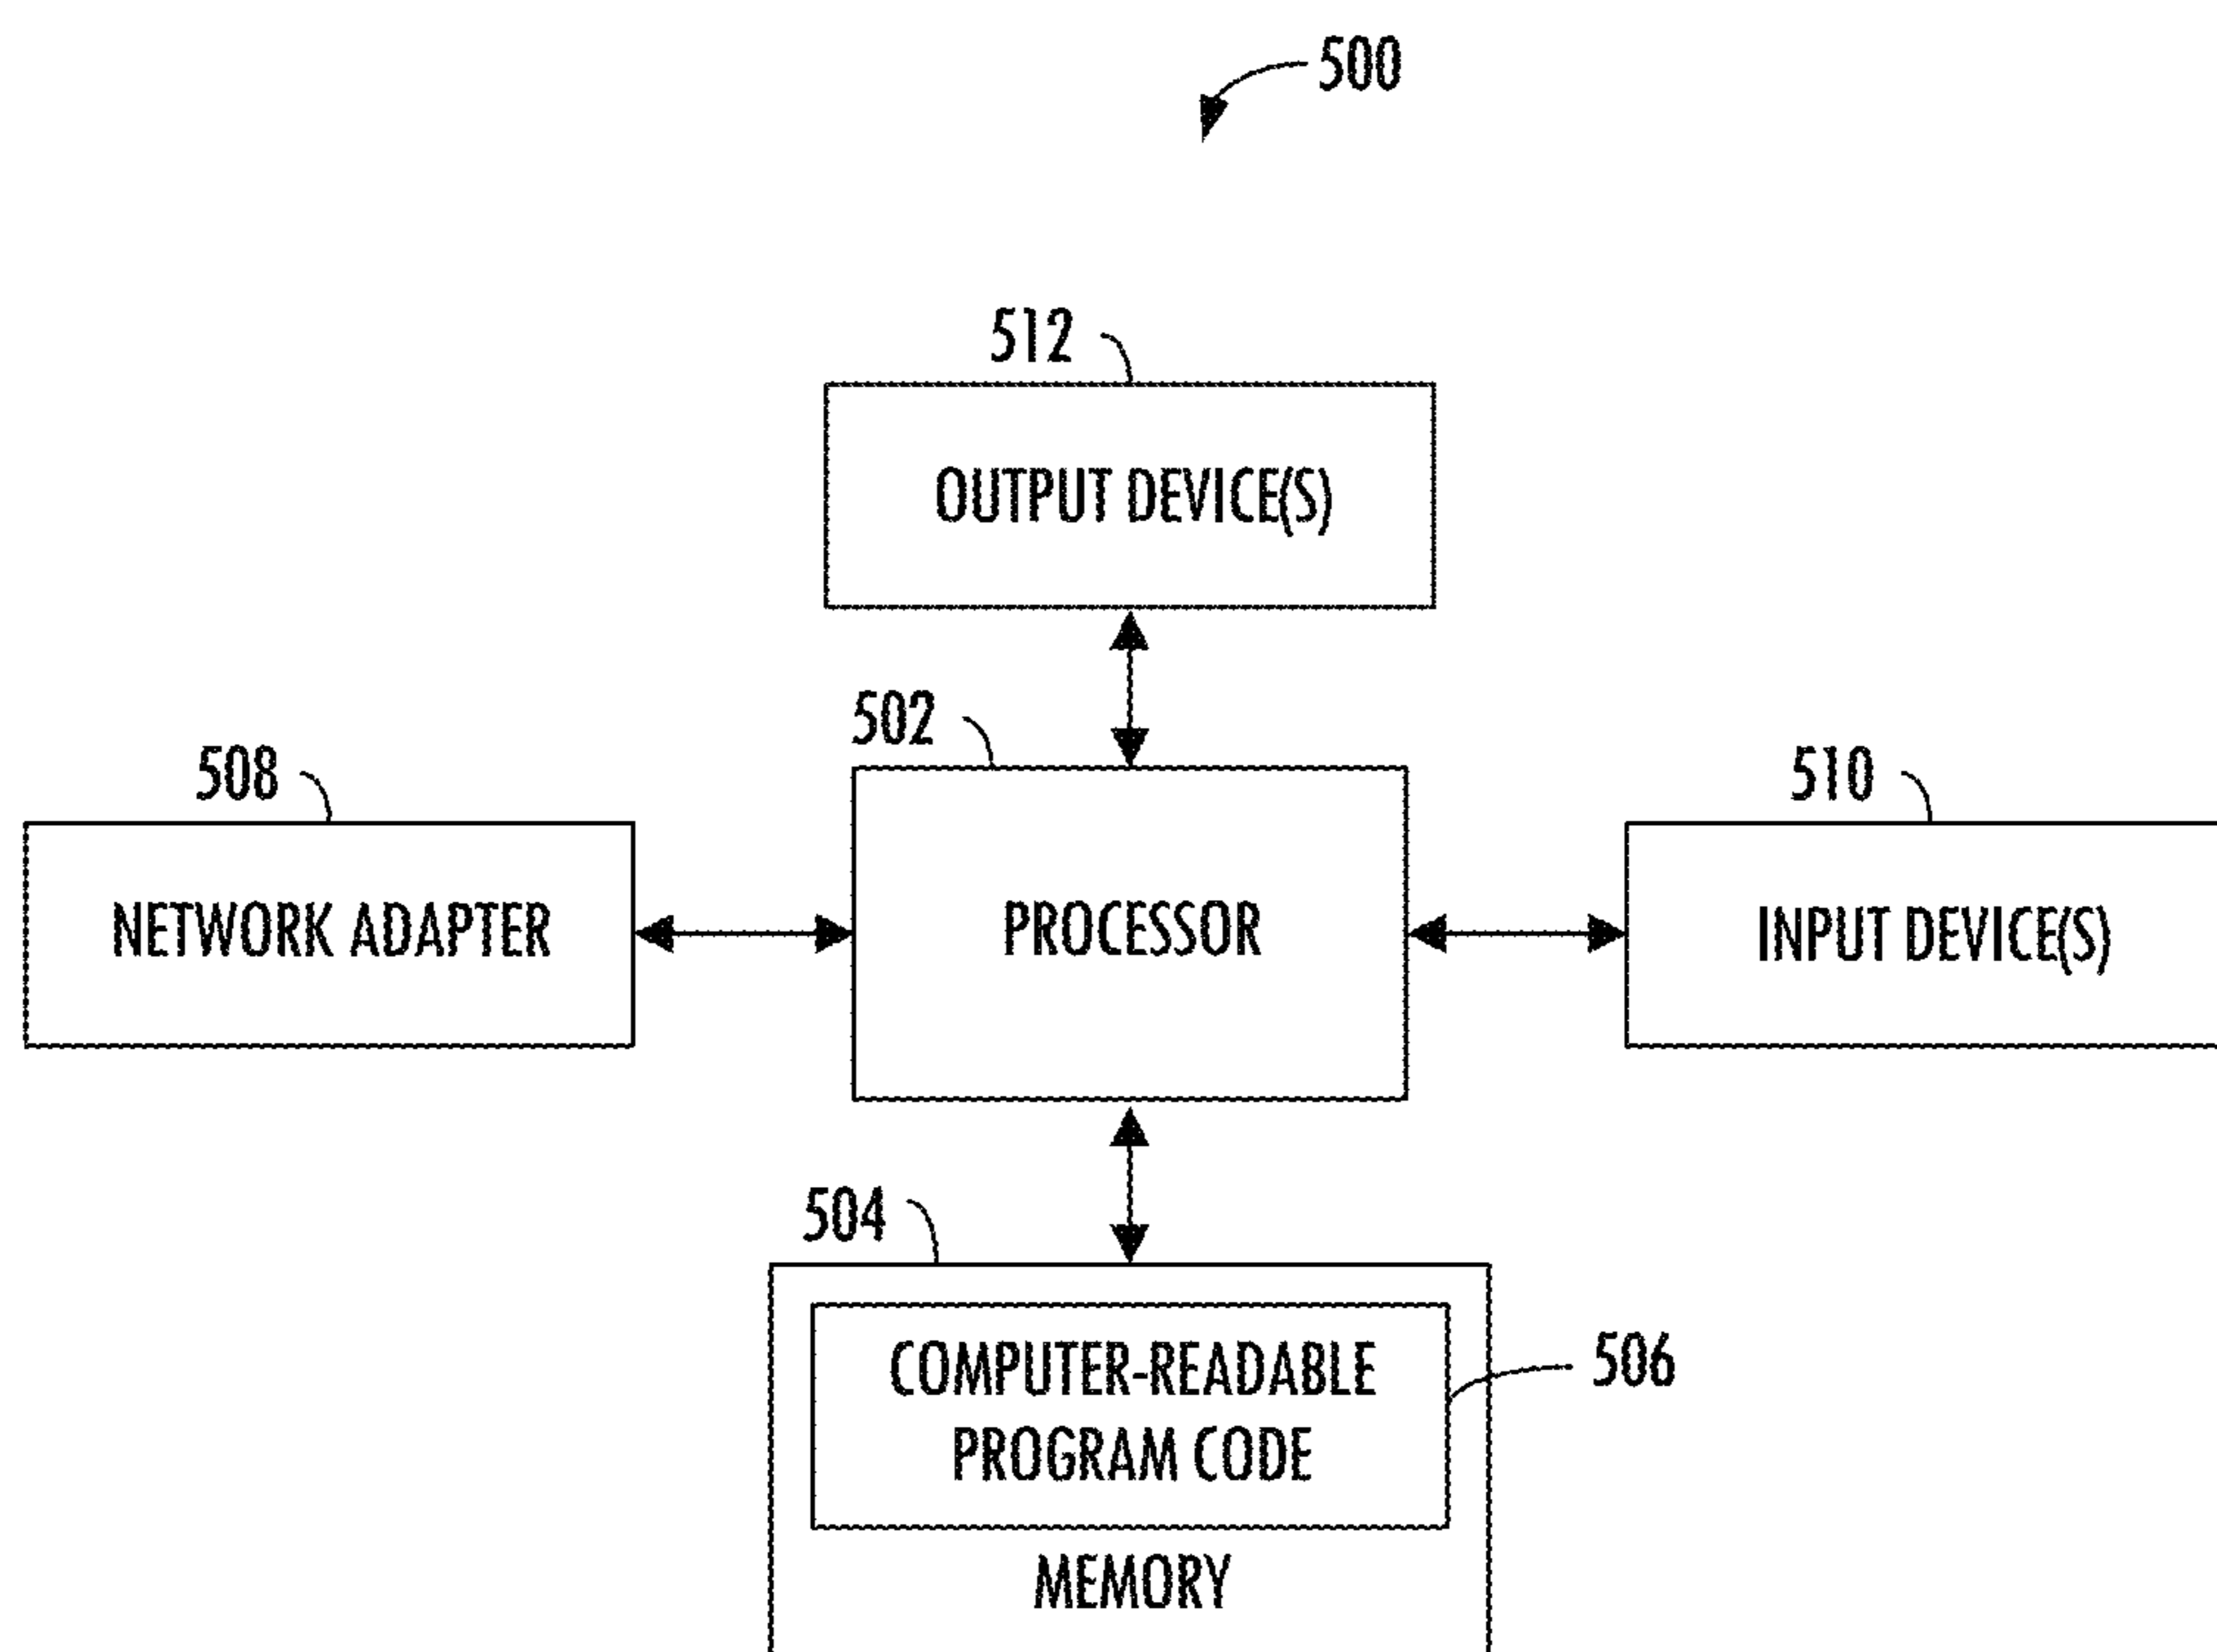 500
512
OUTPUT DEVICE(S)
502
508
510
NETWORK ADAPTER
PROCESSOR
INPUT DEVICE(S)
504
COMPUTER-READABLE
PROGRAM CODE
506
MEMORY